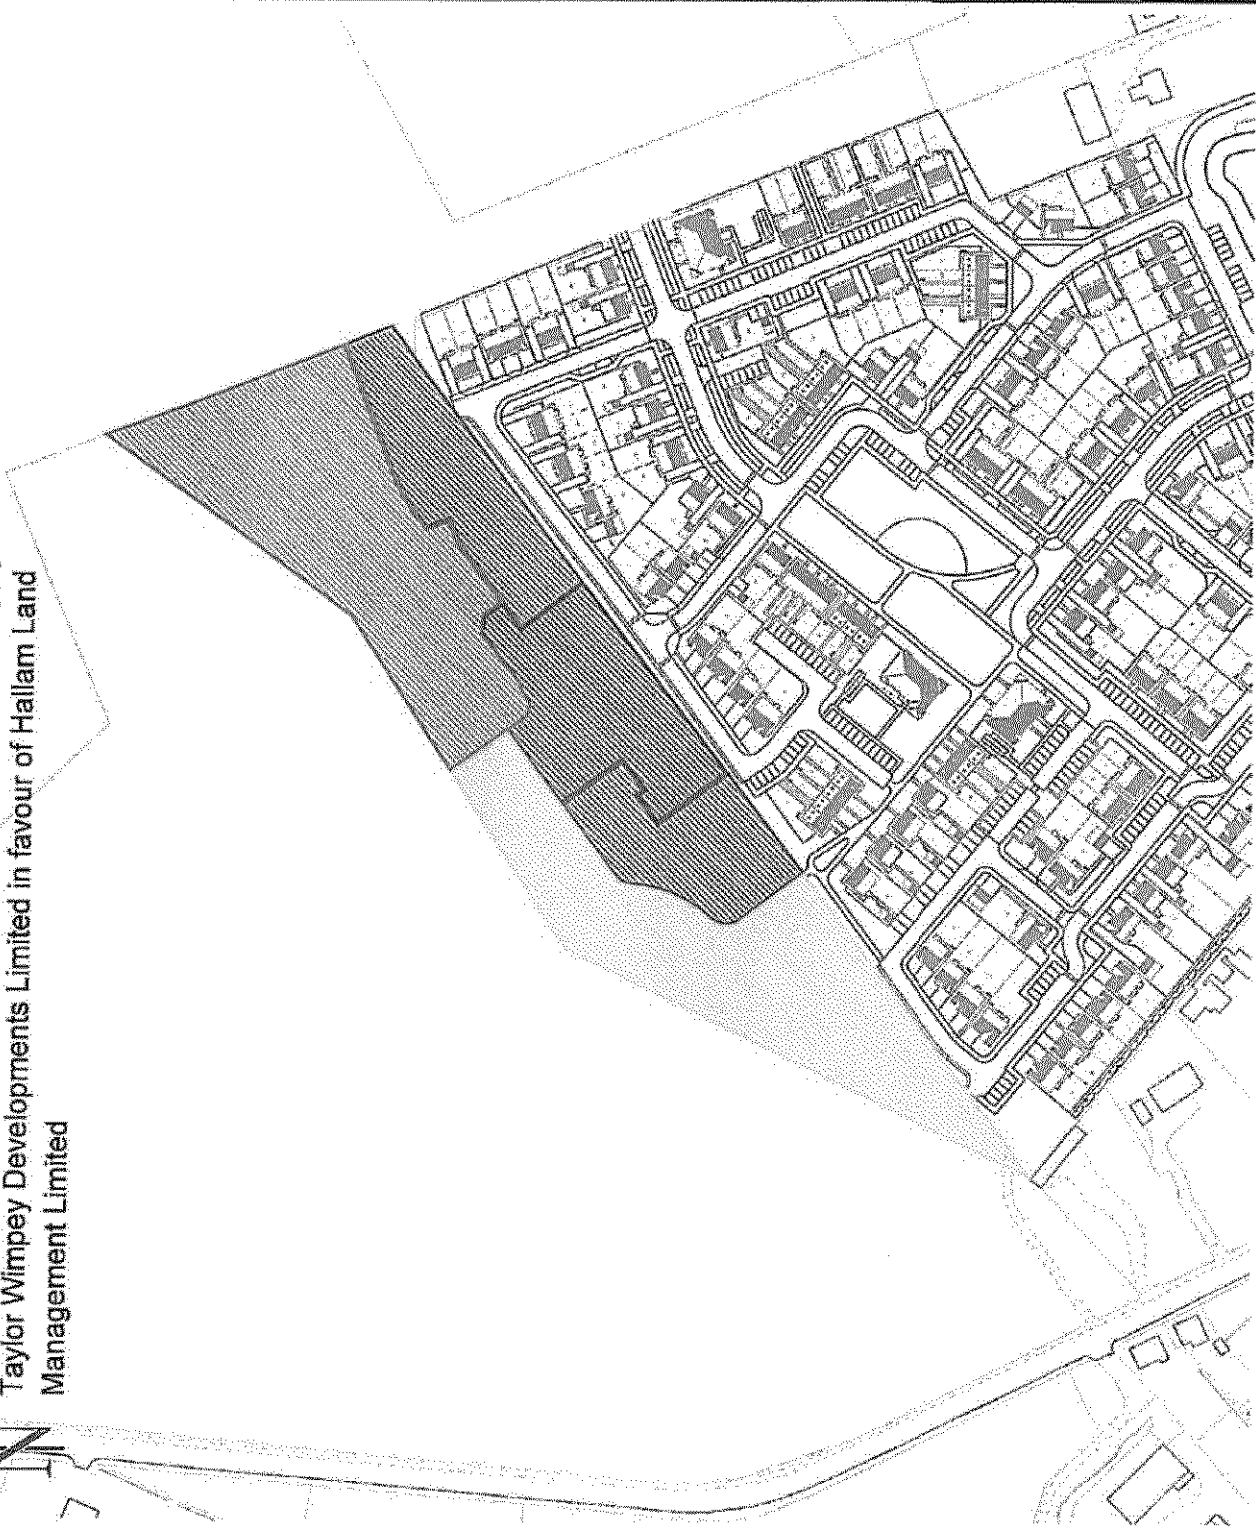 Taylor Wimpey Developments Limited in favour of Hallam Land
Management Limited
N